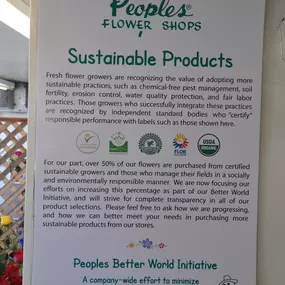 Peoples®
FLOWER SHOPS
Sustainable Products
Fresh flower growers are recognizing the value of adopting more
sustainable practices, such as chemical-free pest management, soil
fertility, erosion control, water quality protection, and fair labor
practices. Those growers who successfully integrate these practices
are recognized by independent standard bodies who "certify"
responsible performance with labels such as those shown here.
USDA
ORGANIC
For our part, over 50% of our flowers are purchased from certified
sustainable growers and those who manage their fields in a socially
and environmentally responsible manner. We are now focusing our
efforts on increasing this percentage as part of our Better World
Initiative, and will strive for complete transparency in all of our
product selections. Please feel free to ask how we are progressing,
and how we can better meet your needs in purchasing more
sustainable products from our stores.
Peoples Better World Initiative
A company-wide effort to minimize